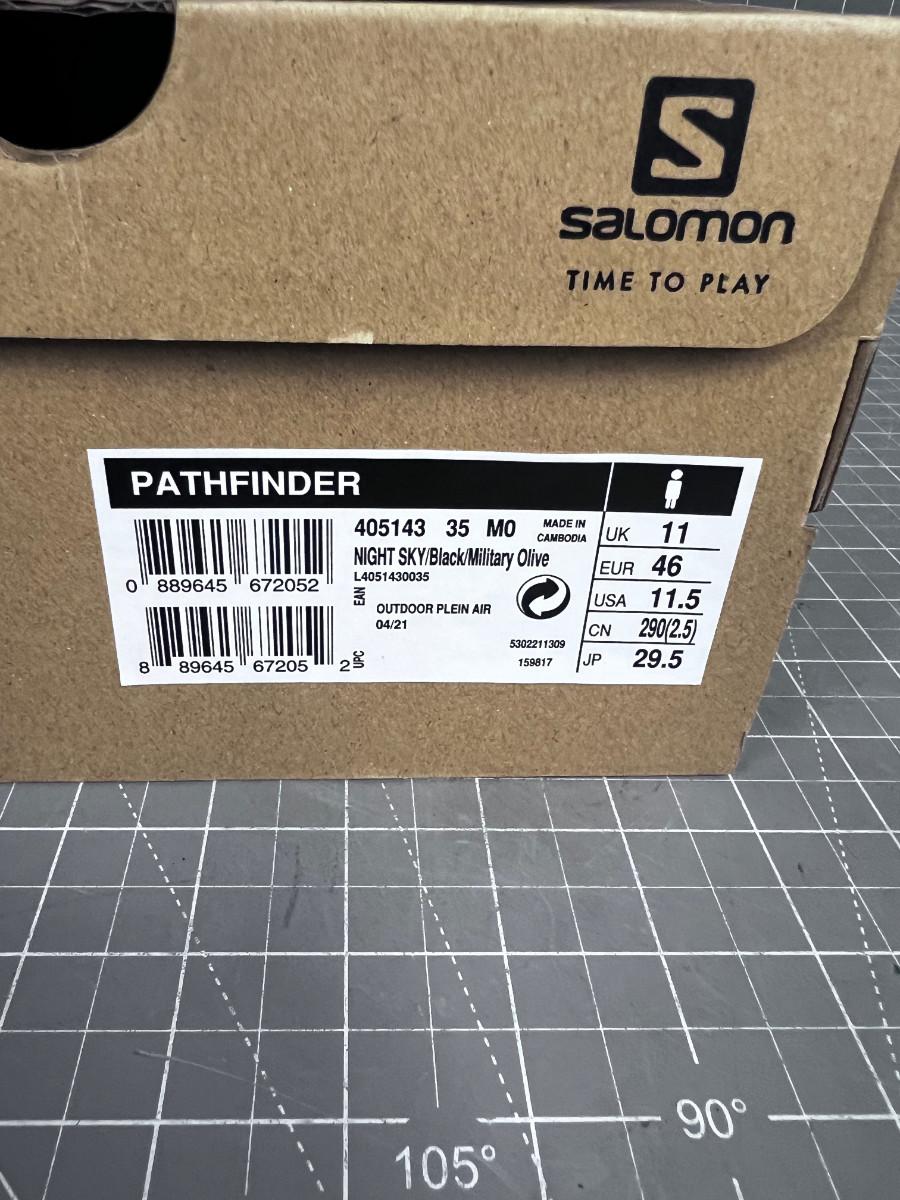 S
SALOMON
TIME TO PLAY
PATHFINDER
405143 35 M0
MADE IN
CAMBODIA
NIGHT SKY/Black/Military Olive
L4051430035
EAN
0 889645 672052
OUTDOOR PLEIN AIR
04/21
5302211309
159817
8 89645 67205 2
UPC
UK 11
EUR 46
USA 11.5
CN 290(2.5)
JP 29.5
90°
105°